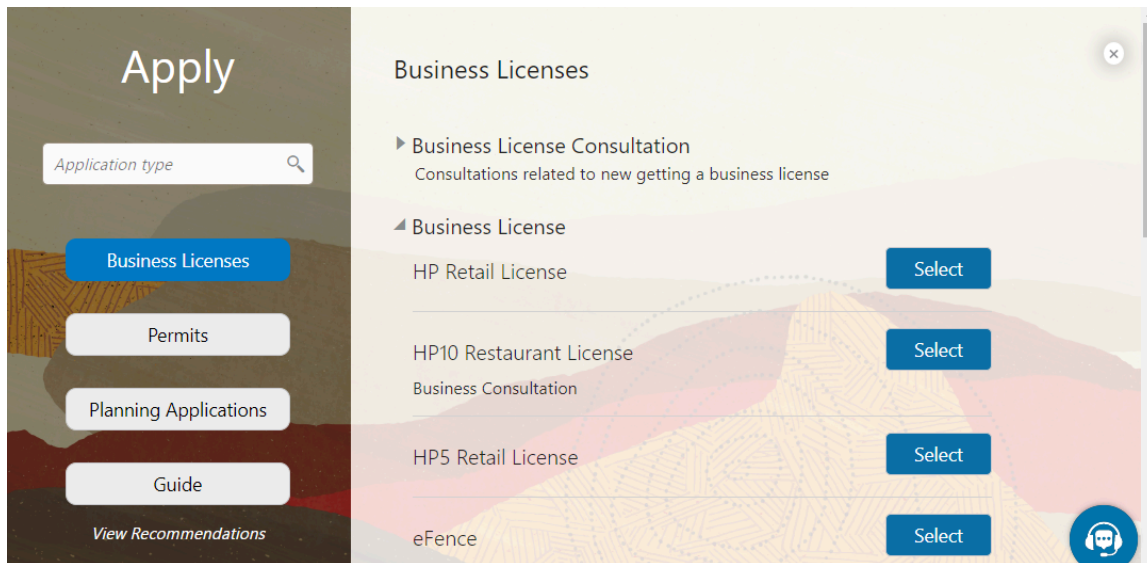 Apply
Application type
Business Licenses
Permits
Planning Applications
Guide
View Recommendations
Business Licenses
Business License Consultation
Consultations related to new getting a business license
Business License
HP Retail License
Select
HP10 Restaurant License
Select
Business Consultation
HP5 Retail License
Select
eFence
Select